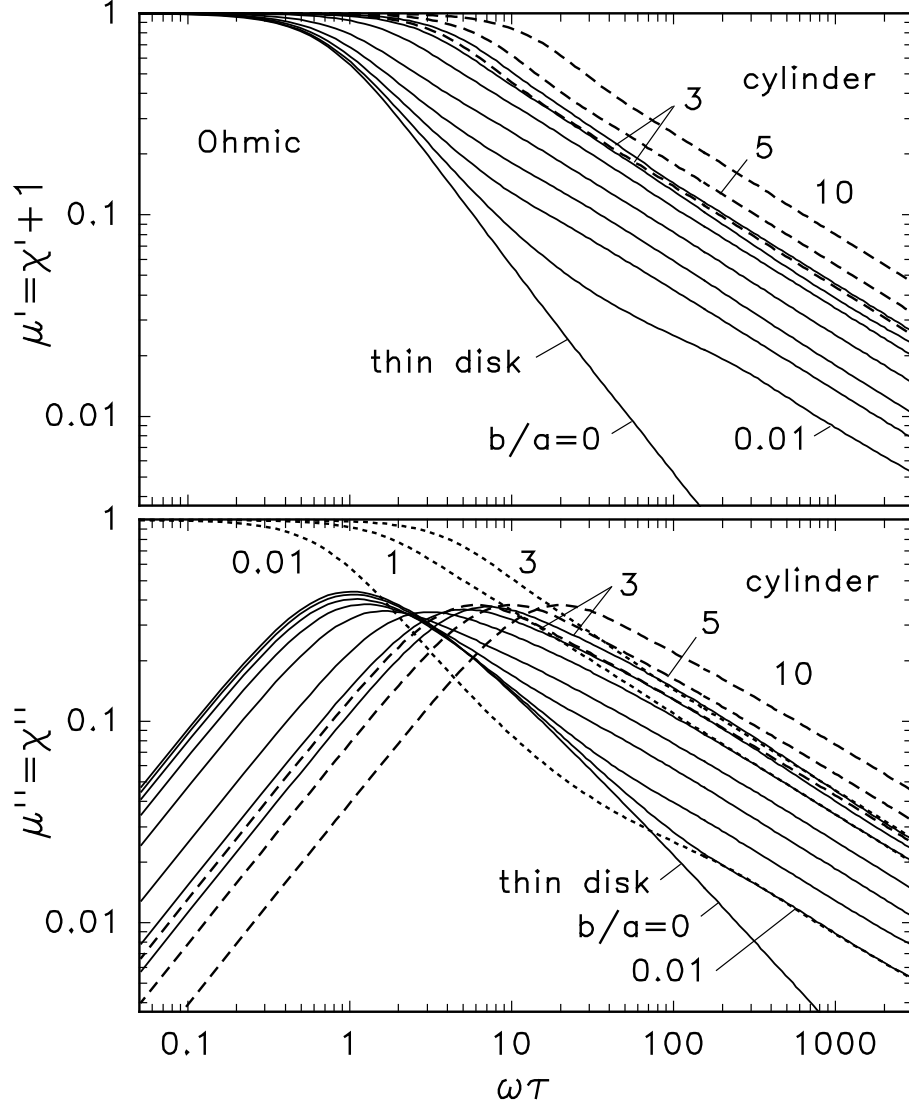 1
cylinder
3
Ohmic
5
10
0.1
μ'=χ'+1
thin disk
b/a=0
0.01
0.01
1
0.01
1
3
3
cylinder
5
10
0.1
μ'''=χ''
thin disk
b/a=0
0.01
0.01
0.1
1
10
100
1000
ωτ